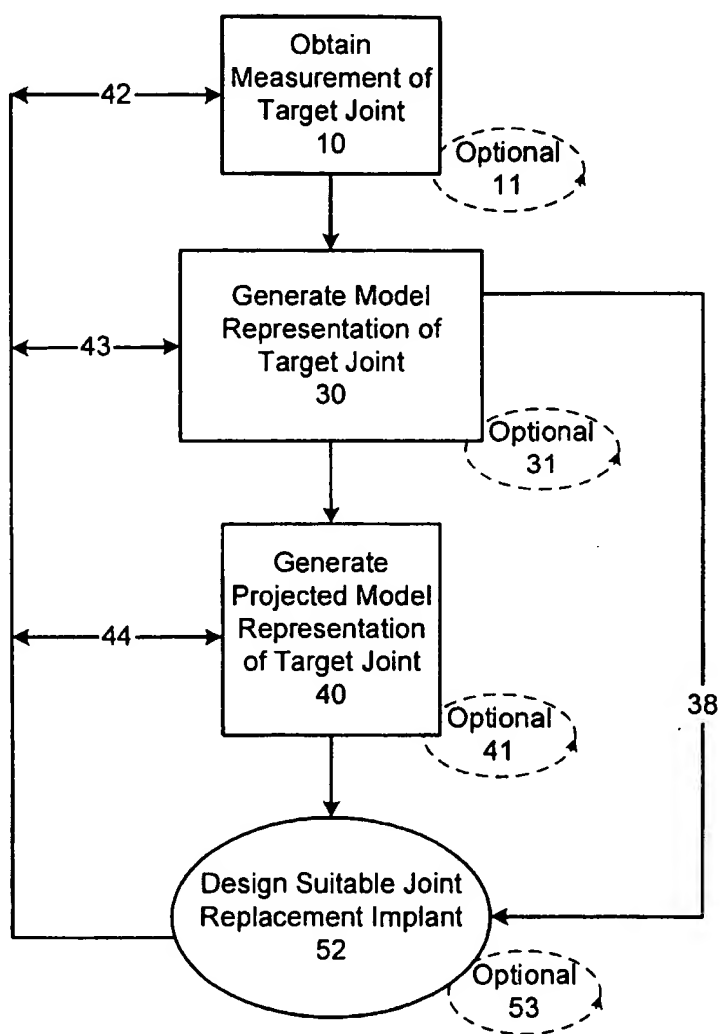 Obtain
Measurement of
Target Joint
10
42
Optional
11
Generate Model
Representation of
Target Joint
30
43
Optional
31
Generate
Projected Model
Representation
of Target Joint
40
44
38
Optional
41
Design Suitable Joint
Replacement Implant
52
Optional
53